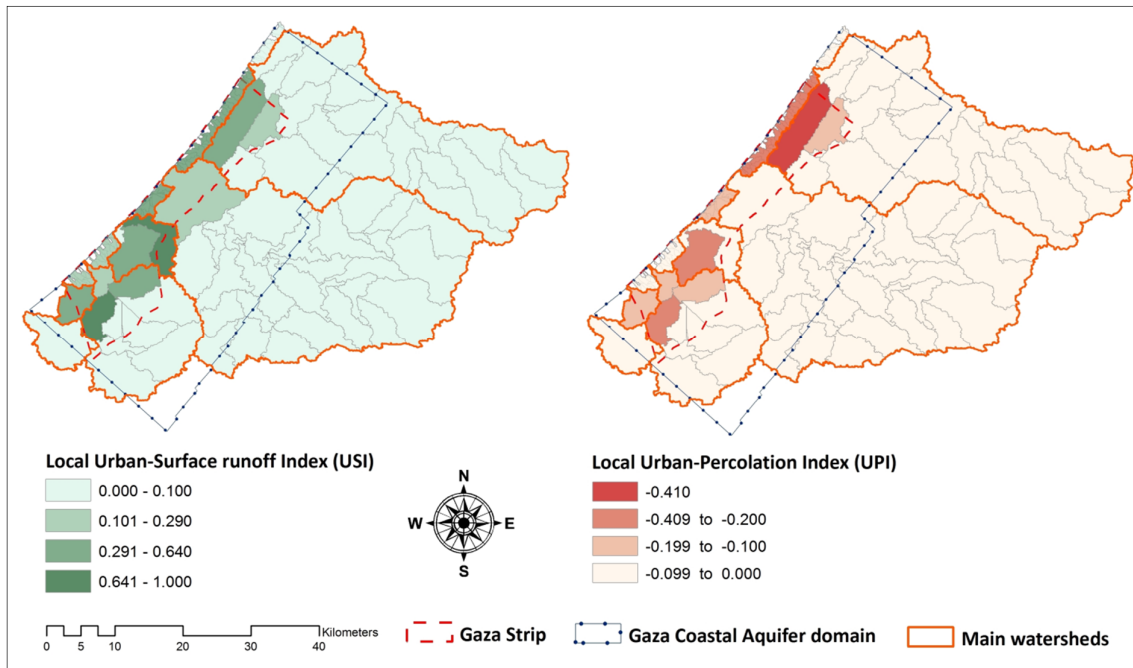 Local Urban-Surface runoff Index (USI)
0.000 - 0.100
0.101 - 0.290
0.291 - 0.640
0.641 - 1.000
N
W
E
S
Local Urban-Percolation Index (UPI)
-0.410
-0.409 to -0.200
-0.199 to -0.100
-0.099 to 0.000
Kilometers
0 5 10 20 30 40
Gaza Strip
Gaza Coastal Aquifer domain
Main watersheds